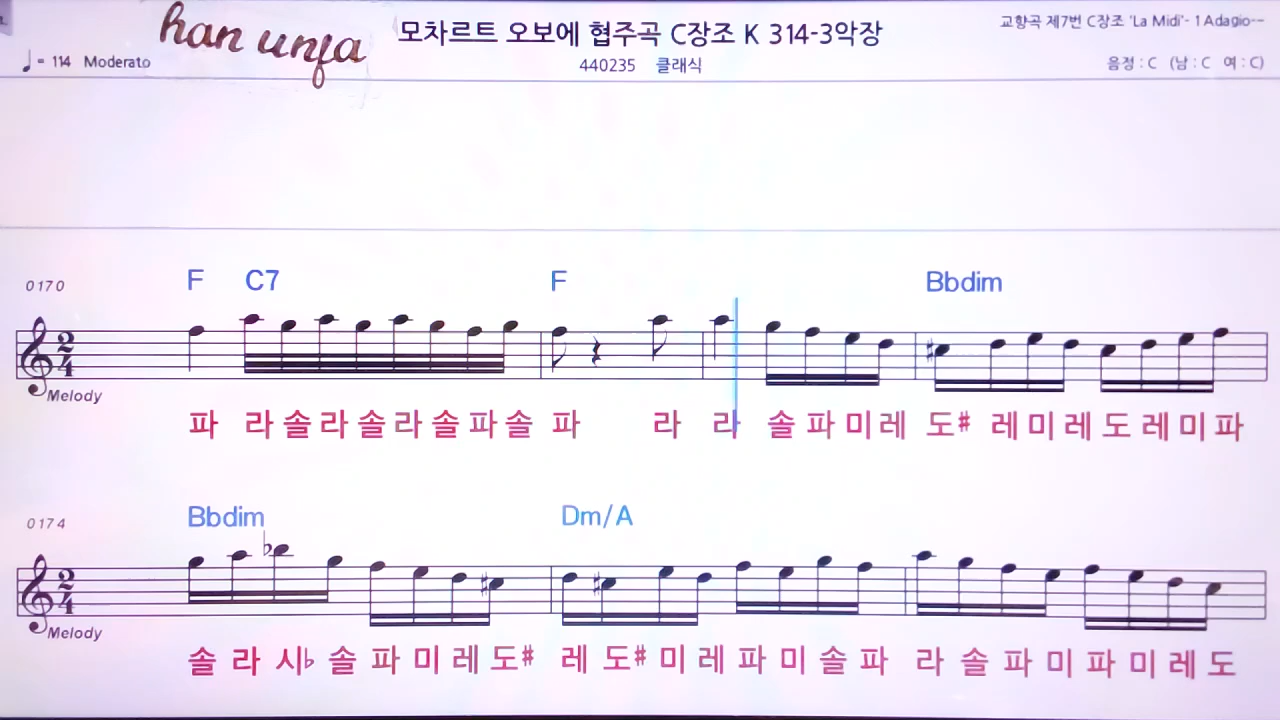 han unfa
모차르트 오보에 협주곡 C장조 K 314-3악장
교향곡 제7번 C장조 'La Midi'- 1 Adagio--
♩= 114 Moderato
440235 클래식
음정 : C (남 : C 여 : C)
0170
F C7 F Bbdim
2 4
Melody
파 라 솔 라 솔 라 솔 파 솔 파 라 라 솔 파 미 레 도# 레 미 레 도 레 미 파
0174
Bbdim Dm/A
2 4
Melody
솔 라 시♭ 솔 파 미 레 도# 레 도# 미 레 파 미 솔 파 라 솔 파 미 파 미 레 도